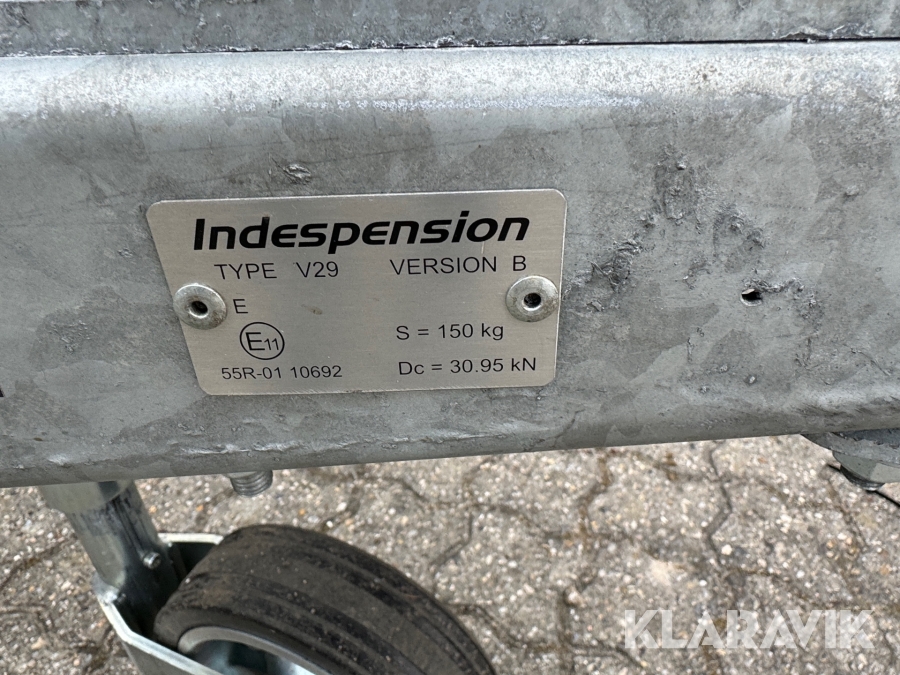 Indespension
TYPE V29 VERSION B
E
E11 S = 150 kg
55R-01 10692 Dc = 30.95 kN
KLARAVIK